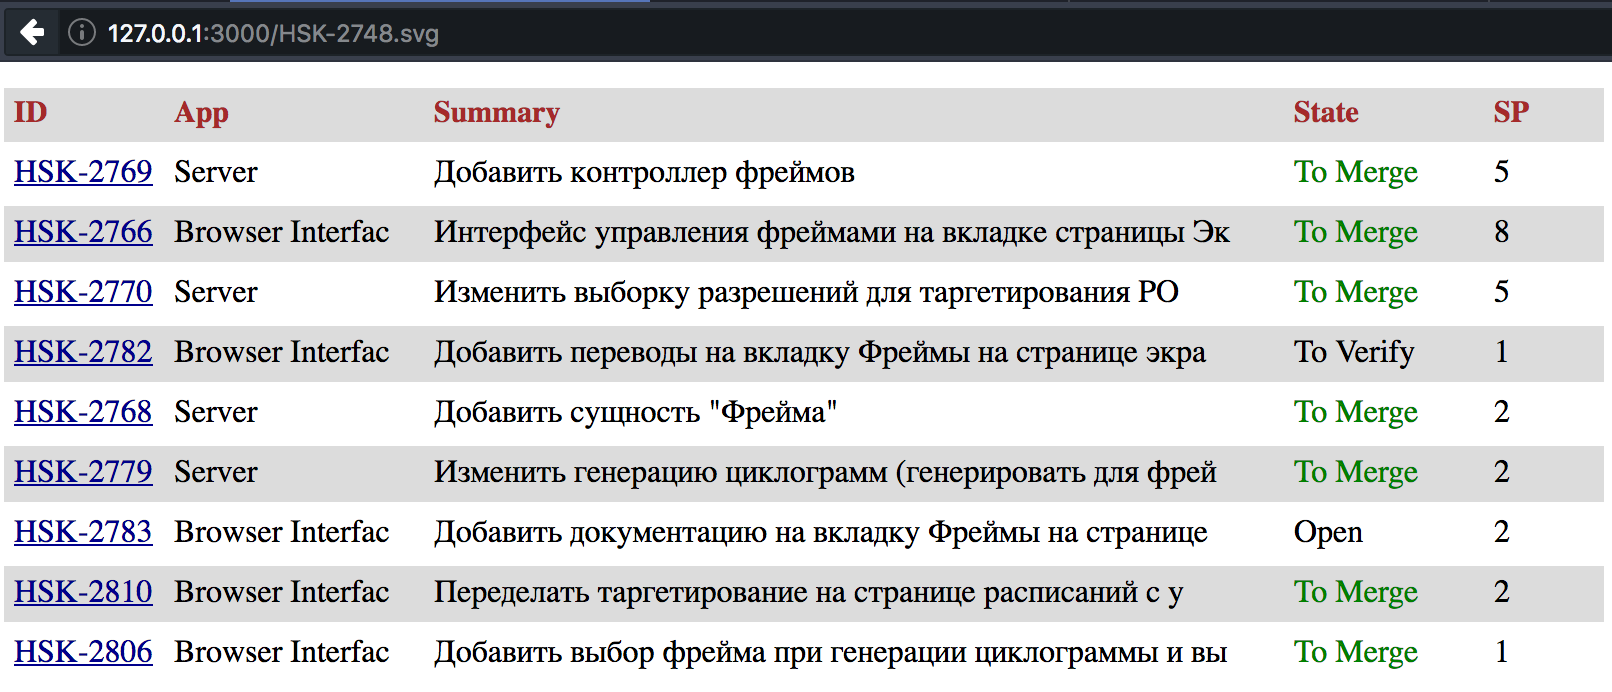 127.0.0.1:3000/HSK-2748.svg
ID App Summary State SP
HSK-2769 Server Добавить контроллер фреймов To Merge 5
HSK-2766 Browser Interfac Интерфейс управления фреймами на вкладке страницы Эк To Merge 8
HSK-2770 Server Изменить выборку разрешений для таргетирования РО To Merge 5
HSK-2782 Browser Interfac Добавить переводы на вкладку Фреймы на странице экра To Verify 1
HSK-2768 Server Добавить сущность "Фрейма" To Merge 2
HSK-2779 Server Изменить генерацию циклограмм (генерировать для фрей To Merge 2
HSK-2783 Browser Interfac Добавить документацию на вкладку Фреймы на странице Open 2
HSK-2810 Browser Interfac Переделать таргетирование на странице расписаний с у To Merge 2
HSK-2806 Browser Interfac Добавить выбор фрейма при генерации циклограммы и вы To Merge 1